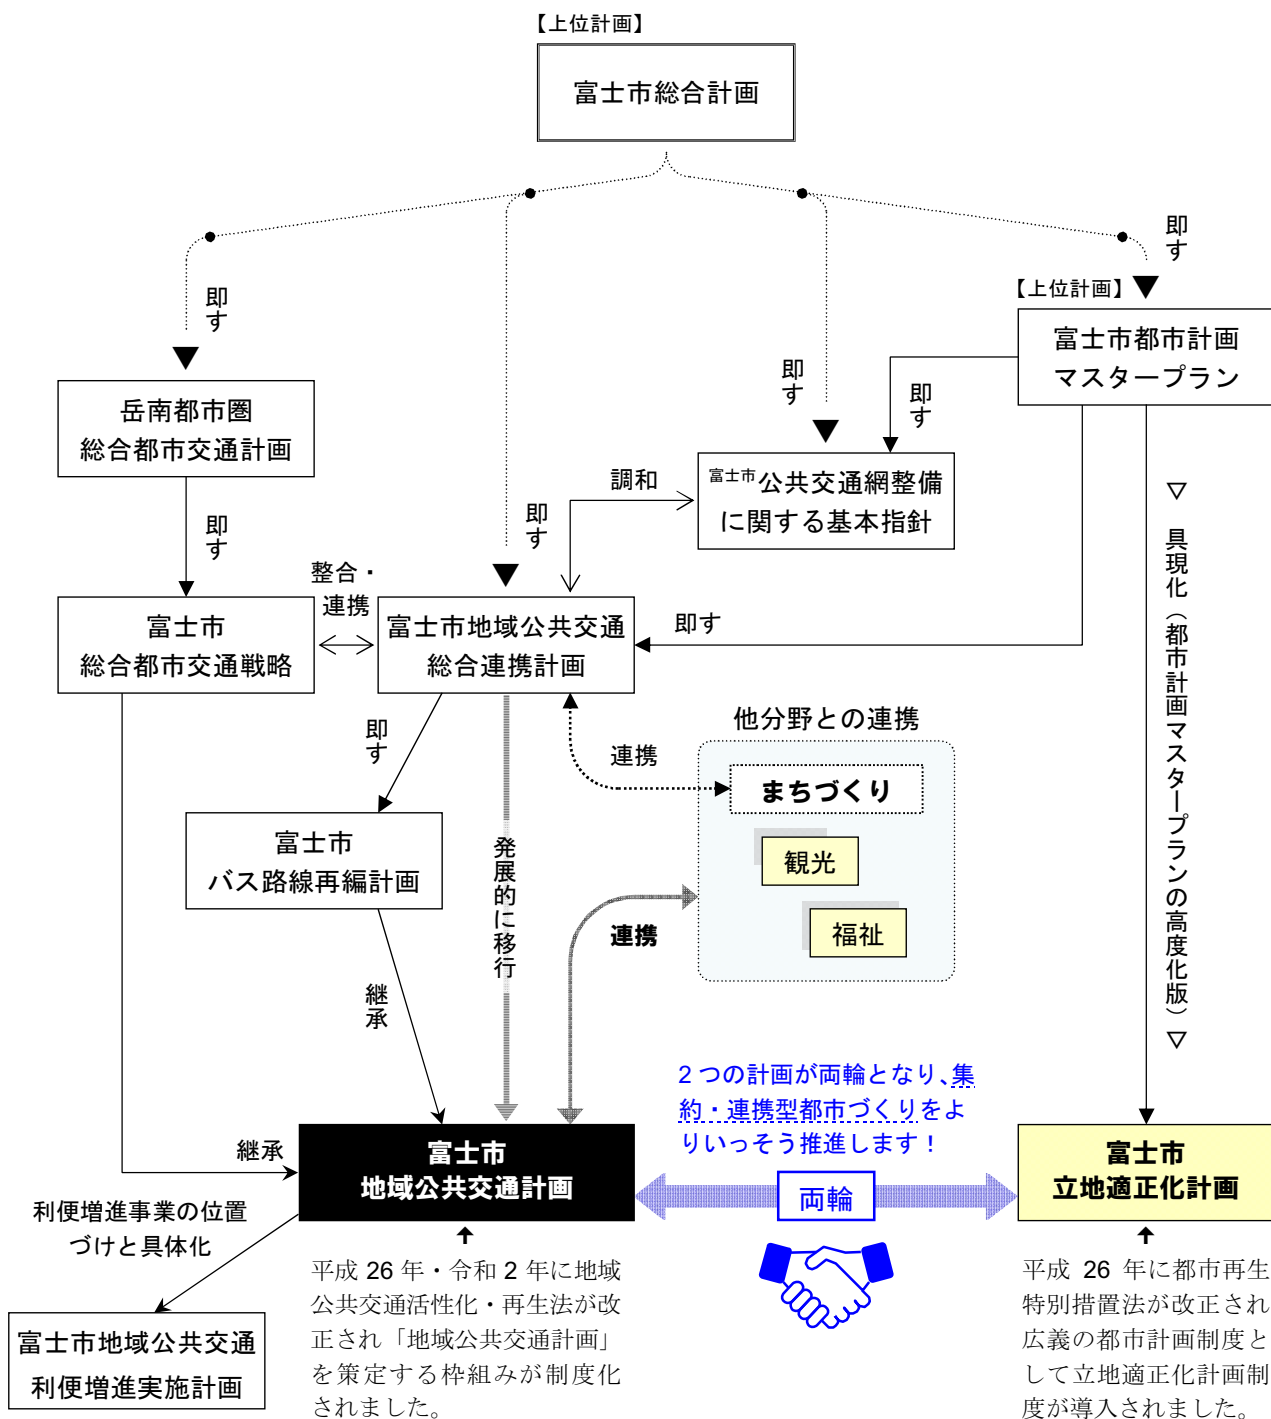 【上位計画】
富士市総合計画
即す
【上位計画】
富士市都市計画
マスタープラン
即す
岳南都市圏
総合都市交通計画
即す
即す
富士市公共交通網整備
に関する基本指針
調和
即す
即す
整合・
連携
富士市
総合都市交通戦略
富士市地域公共交通
総合連携計画
即す
▽ 具現化（都市計画マスタープランの高度化版）▽
即す
連携
他分野との連携
まちづくり
観光
福祉
富士市
バス路線再編計画
発展的に移行
連携
継承
2 つの計画が両輪となり、集
約・連携型都市づくりをよ
りいっそう推進します！
継承
富士市
地域公共交通計画
両輪
富士市
立地適正化計画
利便増進事業の位置
づけと具体化
富士市地域公共交通
利便増進実施計画
平成 26 年・令和 2 年に地域
公共交通活性化・再生法が改
正され「地域公共交通計画」
を策定する枠組みが制度化
されました。
平成 26 年に都市再生
特別措置法が改正され
広義の都市計画制度と
して立地適正化計画制
度が導入されました。